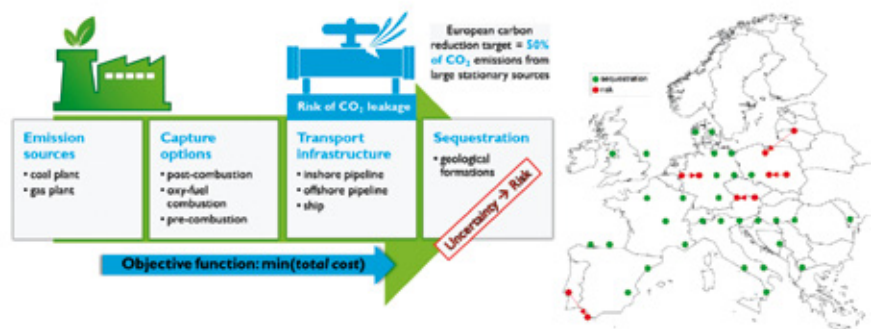 European carbon
reduction target = 50%
of CO₂ emissions from
large stationary sources
Risk of CO₂ leakage
Emission
sources
• coal plant
• gas plant
Capture
options
• post-combustion
• oxy-fuel
combustion
• pre-combustion
Transport
infrastructure
• inshore pipeline
• offshore pipeline
• ship
Sequestration
• geological
formations
Uncertainty → Risk
Objective function: min(total cost)
sequestration
risk